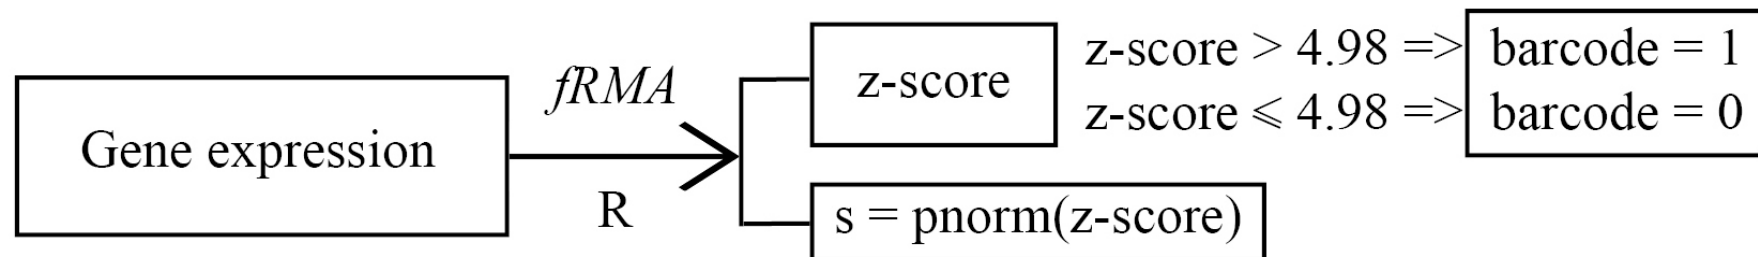 Gene expression
fRMA
R
z-score
z-score > 4.98 => barcode = 1
z-score ⩽ 4.98 => barcode = 0
s = pnorm(z-score)